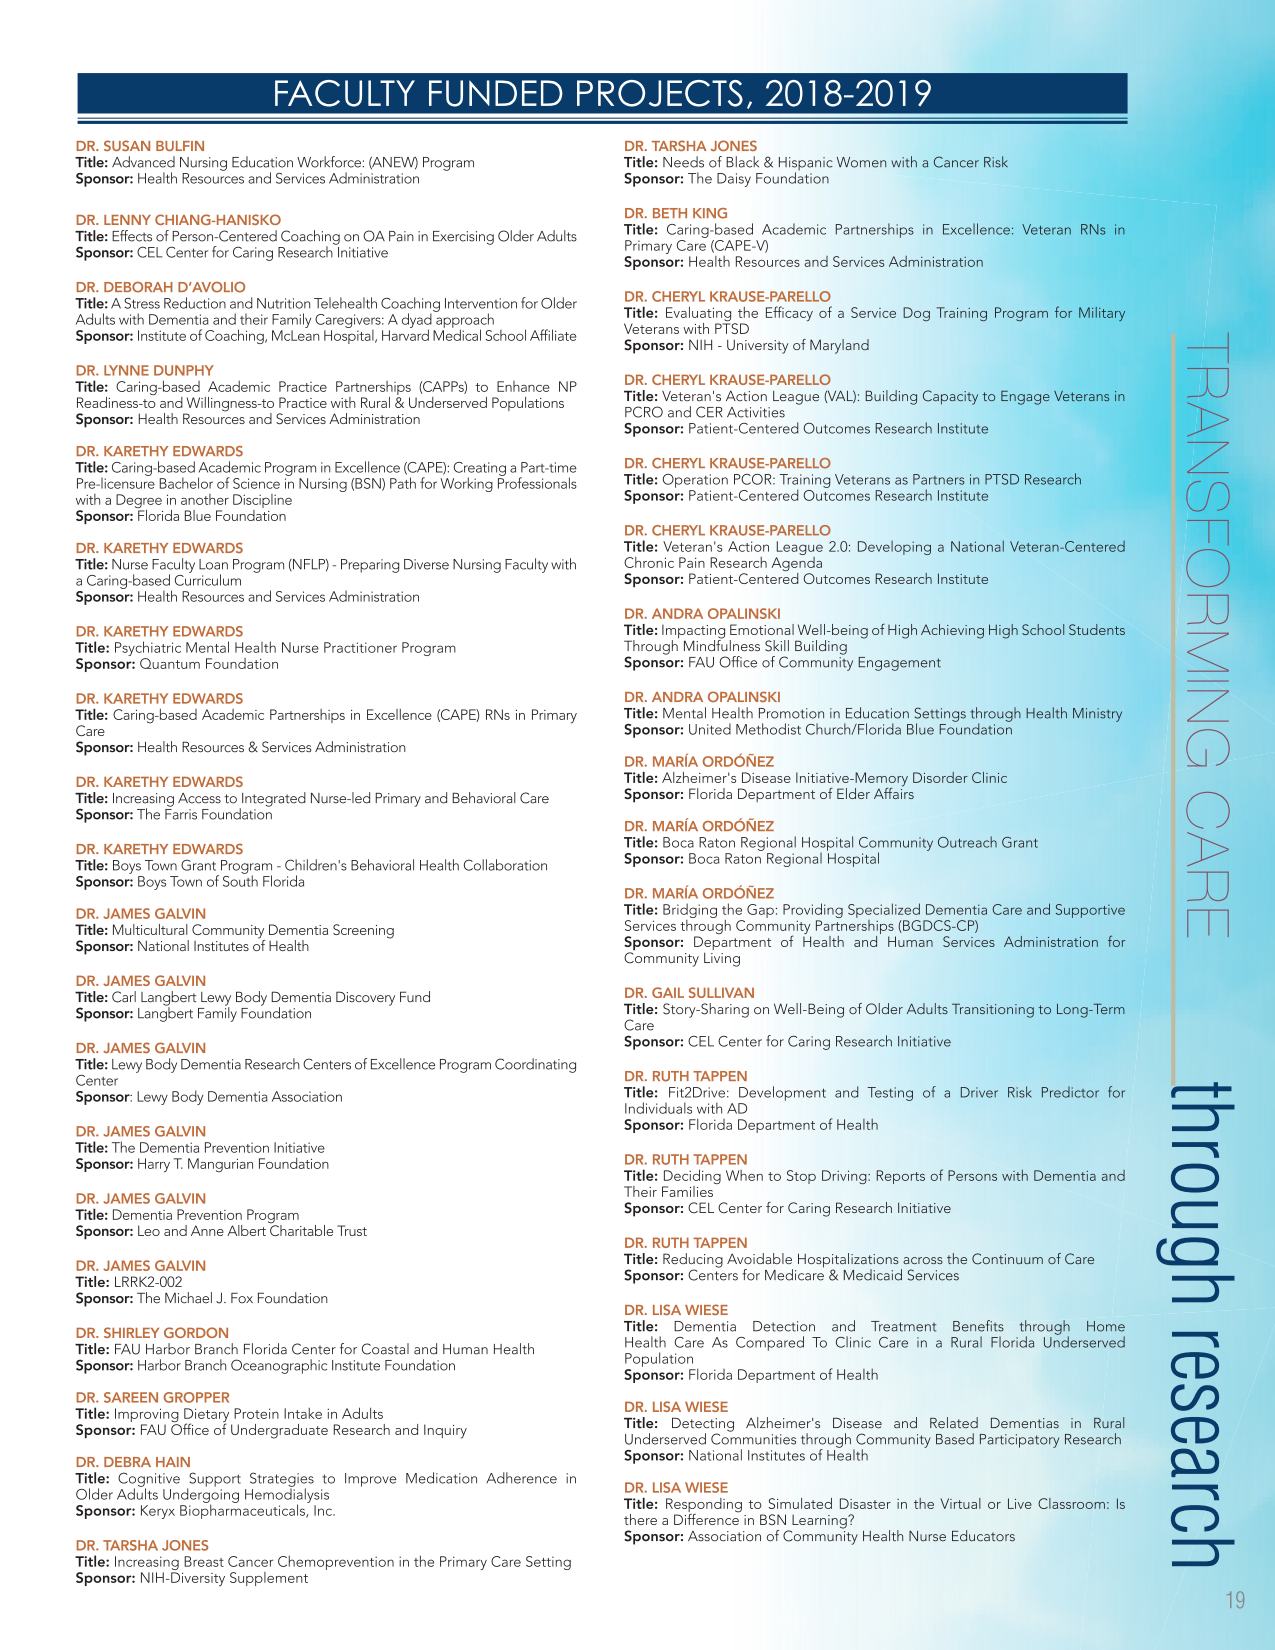 FACULTY FUNDED PROJECTS, 2018-2019
DR. SUSAN BULFIN
Title: Advanced Nursing Education Workforce: (ANEW) Program
Sponsor: Health Resources and Services Administration
DR. LENNY CHIANG-HANISKO
Title: Effects of Person-Centered Coaching on OA Pain in Exercising Older Adults
Sponsor: CEL Center for Caring Research Initiative
DR. DEBORAH D’AVOLIO
Title: A Stress Reduction and Nutrition Telehealth Coaching Intervention for Older
Adults with Dementia and their Family Caregivers: A dyad approach
Sponsor: Institute of Coaching, McLean Hospital, Harvard Medical School Affiliate
DR. LYNNE DUNPHY
Title: Caring-based Academic Practice Partnerships (CAPPs) to Enhance NP
Readiness-to and Willingness-to Practice with Rural & Underserved Populations
Sponsor: Health Resources and Services Administration
DR. KARETHY EDWARDS
Title: Caring-based Academic Program in Excellence (CAPE): Creating a Part-time
Pre-licensure Bachelor of Science in Nursing (BSN) Path for Working Professionals
with a Degree in another Discipline
Sponsor: Florida Blue Foundation
DR. KARETHY EDWARDS
Title: Nurse Faculty Loan Program (NFLP) - Preparing Diverse Nursing Faculty with
a Caring-based Curriculum
Sponsor: Health Resources and Services Administration
DR. KARETHY EDWARDS
Title: Psychiatric Mental Health Nurse Practitioner Program
Sponsor: Quantum Foundation
DR. KARETHY EDWARDS
Title: Caring-based Academic Partnerships in Excellence (CAPE) RNs in Primary
Care
Sponsor: Health Resources & Services Administration
DR. KARETHY EDWARDS
Title: Increasing Access to Integrated Nurse-led Primary and Behavioral Care
Sponsor: The Farris Foundation
DR. KARETHY EDWARDS
Title: Boys Town Grant Program - Children's Behavioral Health Collaboration
Sponsor: Boys Town of South Florida
DR. JAMES GALVIN
Title: Multicultural Community Dementia Screening
Sponsor: National Institutes of Health
DR. JAMES GALVIN
Title: Carl Langbert Lewy Body Dementia Discovery Fund
Sponsor: Langbert Family Foundation
DR. JAMES GALVIN
Title: Lewy Body Dementia Research Centers of Excellence Program Coordinating
Center
Sponsor: Lewy Body Dementia Association
DR. JAMES GALVIN
Title: The Dementia Prevention Initiative
Sponsor: Harry T. Mangurian Foundation
DR. JAMES GALVIN
Title: Dementia Prevention Program
Sponsor: Leo and Anne Albert Charitable Trust
DR. JAMES GALVIN
Title: LRRK2-002
Sponsor: The Michael J. Fox Foundation
DR. SHIRLEY GORDON
Title: FAU Harbor Branch Florida Center for Coastal and Human Health
Sponsor: Harbor Branch Oceanographic Institute Foundation
DR. SAREEN GROPPER
Title: Improving Dietary Protein Intake in Adults
Sponsor: FAU Office of Undergraduate Research and Inquiry
DR. DEBRA HAIN
Title: Cognitive Support Strategies to Improve Medication Adherence in
Older Adults Undergoing Hemodialysis
Sponsor: Keryx Biopharmaceuticals, Inc.
DR. TARSHA JONES
Title: Increasing Breast Cancer Chemoprevention in the Primary Care Setting
Sponsor: NIH-Diversity Supplement
DR. TARSHA JONES
Title: Needs of Black & Hispanic Women with a Cancer Risk
Sponsor: The Daisy Foundation
DR. BETH KING
Title: Caring-based Academic Partnerships in Excellence: Veteran RNs in
Primary Care (CAPE-V)
Sponsor: Health Resources and Services Administration
DR. CHERYL KRAUSE-PARELLO
Title: Evaluating the Efficacy of a Service Dog Training Program for Military
Veterans with PTSD
Sponsor: NIH - University of Maryland
DR. CHERYL KRAUSE-PARELLO
Title: Veteran's Action League (VAL): Building Capacity to Engage Veterans in
PCRO and CER Activities
Sponsor: Patient-Centered Outcomes Research Institute
DR. CHERYL KRAUSE-PARELLO
Title: Operation PCOR: Training Veterans as Partners in PTSD Research
Sponsor: Patient-Centered Outcomes Research Institute
DR. CHERYL KRAUSE-PARELLO
Title: Veteran's Action League 2.0: Developing a National Veteran-Centered
Chronic Pain Research Agenda
Sponsor: Patient-Centered Outcomes Research Institute
DR. ANDRA OPALINSKI
Title: Impacting Emotional Well-being of High Achieving High School Students
Through Mindfulness Skill Building
Sponsor: FAU Office of Community Engagement
DR. ANDRA OPALINSKI
Title: Mental Health Promotion in Education Settings through Health Ministry
Sponsor: United Methodist Church/Florida Blue Foundation
DR. MARÍA ORDÓÑEZ
Title: Alzheimer's Disease Initiative-Memory Disorder Clinic
Sponsor: Florida Department of Elder Affairs
DR. MARÍA ORDÓÑEZ
Title: Boca Raton Regional Hospital Community Outreach Grant
Sponsor: Boca Raton Regional Hospital
DR. MARÍA ORDÓÑEZ
Title: Bridging the Gap: Providing Specialized Dementia Care and Supportive
Services through Community Partnerships (BGDCS-CP)
Sponsor: Department of Health and Human Services Administration for
Community Living
DR. GAIL SULLIVAN
Title: Story-Sharing on Well-Being of Older Adults Transitioning to Long-Term
Care
Sponsor: CEL Center for Caring Research Initiative
DR. RUTH TAPPEN
Title: Fit2Drive: Development and Testing of a Driver Risk Predictor for
Individuals with AD
Sponsor: Florida Department of Health
DR. RUTH TAPPEN
Title: Deciding When to Stop Driving: Reports of Persons with Dementia and
Their Families
Sponsor: CEL Center for Caring Research Initiative
DR. RUTH TAPPEN
Title: Reducing Avoidable Hospitalizations across the Continuum of Care
Sponsor: Centers for Medicare & Medicaid Services
DR. LISA WIESE
Title: Dementia Detection and Treatment Benefits through Home
Health Care As Compared To Clinic Care in a Rural Florida Underserved
Population
Sponsor: Florida Department of Health
DR. LISA WIESE
Title: Detecting Alzheimer's Disease and Related Dementias in Rural
Underserved Communities through Community Based Participatory Research
Sponsor: National Institutes of Health
DR. LISA WIESE
Title: Responding to Simulated Disaster in the Virtual or Live Classroom: Is
there a Difference in BSN Learning?
Sponsor: Association of Community Health Nurse Educators
TRANSFORMING CARE
through research
19